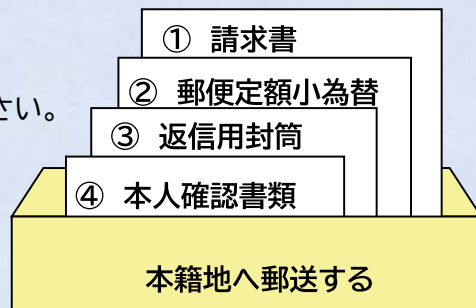 ① 請求書
② 郵便定額小為替
さい。
③ 返信用封筒
④ 本人確認書類
本籍地へ郵送する